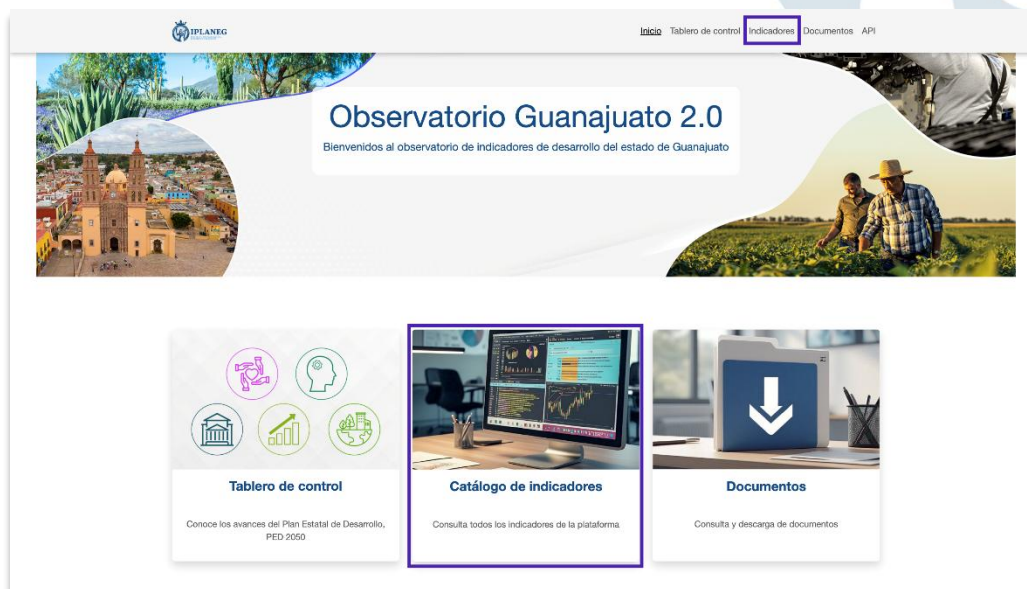 IPLANEG
Inicio Tablero de control Indicadores Documentos API
Observatorio Guanajuato 2.0
Bienvenidos al observatorio de indicadores de desarrollo del estado de Guanajuato
Tablero de control
Conoce los avances del Plan Estatal de Desarrollo,
PED 2050
Catálogo de indicadores
Consulta todos los indicadores de la plataforma
Documentos
Consulta y descarga de documentos